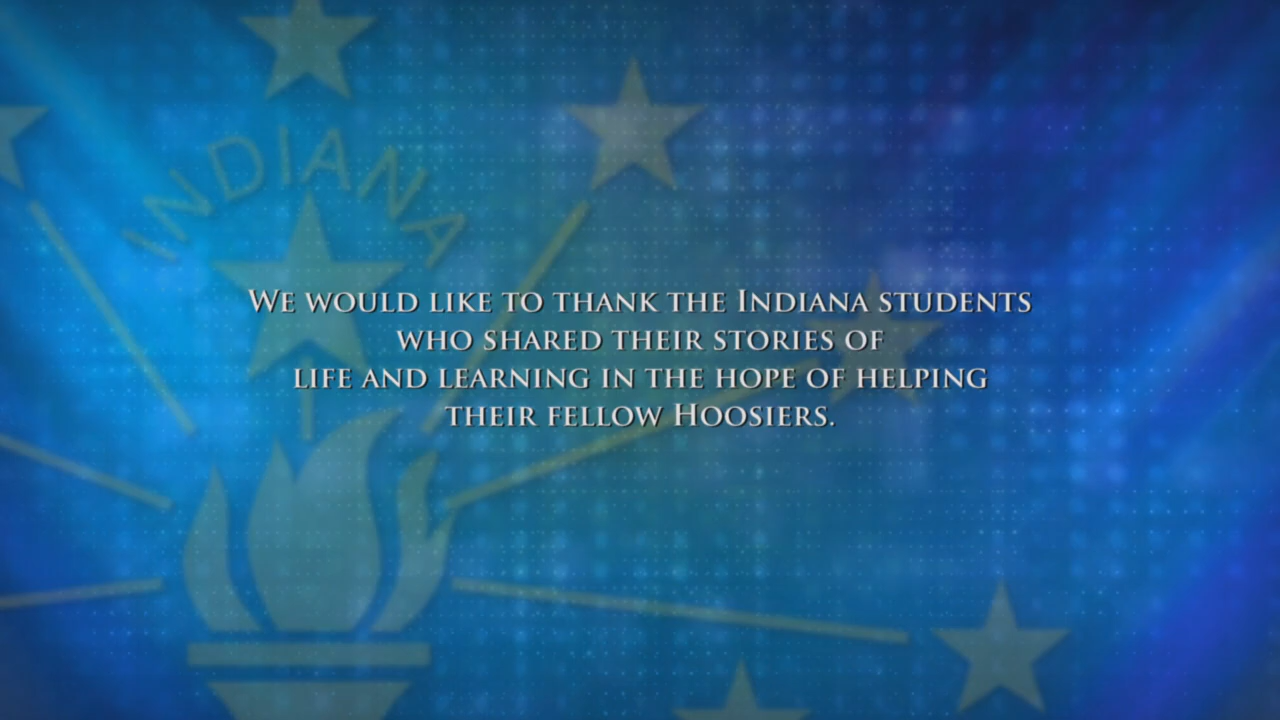 INDIANA
We would like to thank the Indiana students
who shared their stories of
life and learning in the hope of helping
their fellow Hoosiers.